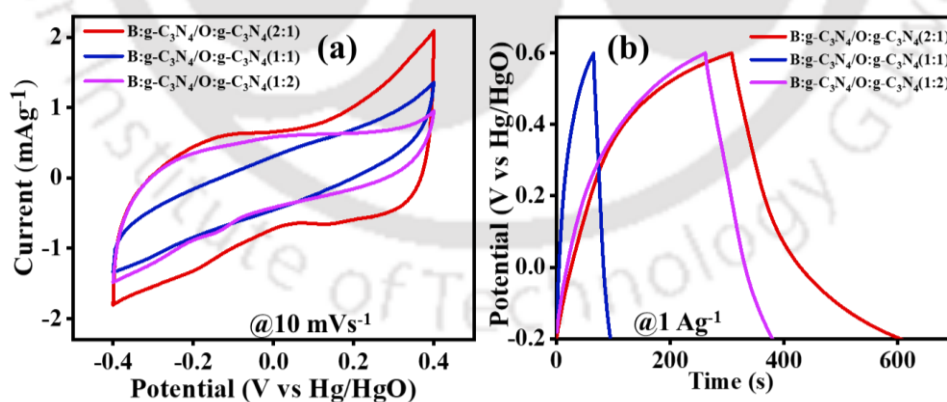 B:g-C₃N₄/O:g-C₃N₄(2:1)
B:g-C₃N₄/O:g-C₃N₄(1:1)
B:g-C₃N₄/O:g-C₃N₄(1:2)
(a)
2
1
0
-1
-2
Current (mAg⁻¹)
@10 mVs⁻¹
-0.4 -0.2 0.0 0.2 0.4
Potential (V vs Hg/HgO)
(b)
B:g-C₃N₄/O:g-C₃N₄(2:1)
B:g-C₃N₄/O:g-C₃N₄(1:1)
B:g-C₃N₄/O:g-C₃N₄(1:2)
0.6
0.4
0.2
0.0
-0.2
Potential (V vs Hg/HgO)
@1 Ag⁻¹
0 200 400 600
Time (s)
Institute of Technology